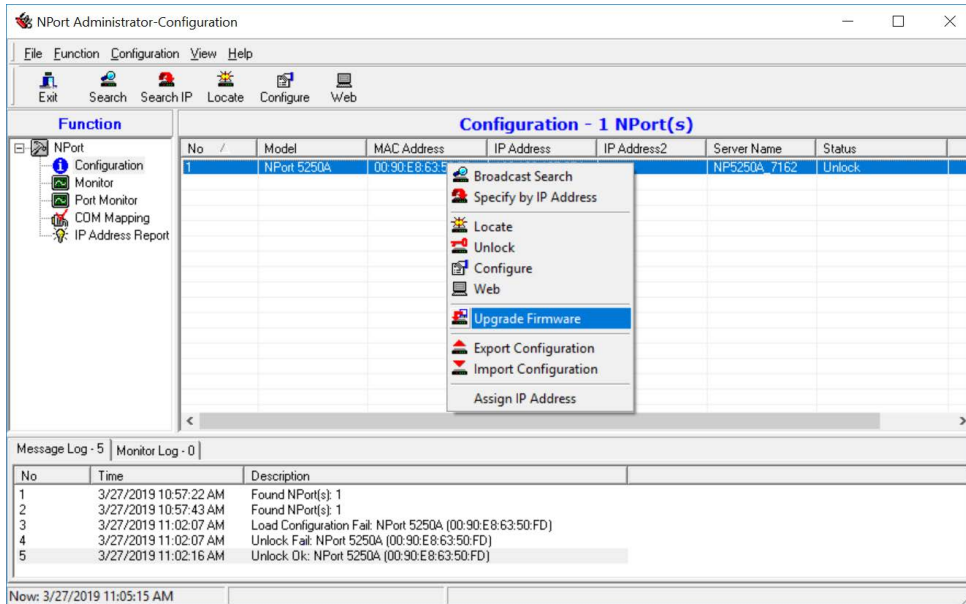 NPort Administrator-Configuration
File Function Configuration View Help
Exit Search Search IP Locate Configure Web
Function
Configuration - 1 NPort(s)
NPort
Configuration
Monitor
Port Monitor
COM Mapping
IP Address Report
No / Model MAC Address IP Address IP Address2 Server Name Status
1 NPort 5250A 00:90:E8:63:5 NP5250A_7162 Unlock
Broadcast Search
Specify by IP Address
Locate
Unlock
Configure
Web
Upgrade Firmware
Export Configuration
Import Configuration
Assign IP Address
Message Log - 5 Monitor Log - 0
No Time Description
1 3/27/2019 10:57:22 AM Found NPort(s): 1
2 3/27/2019 10:57:43 AM Found NPort(s): 1
3 3/27/2019 11:02:07 AM Load Configuration Fail: NPort 5250A (00:90:E8:63:50:FD)
4 3/27/2019 11:02:07 AM Unlock Fail: NPort 5250A (00:90:E8:63:50:FD)
5 3/27/2019 11:02:16 AM Unlock Ok: NPort 5250A (00:90:E8:63:50:FD)
Now: 3/27/2019 11:05:15 AM